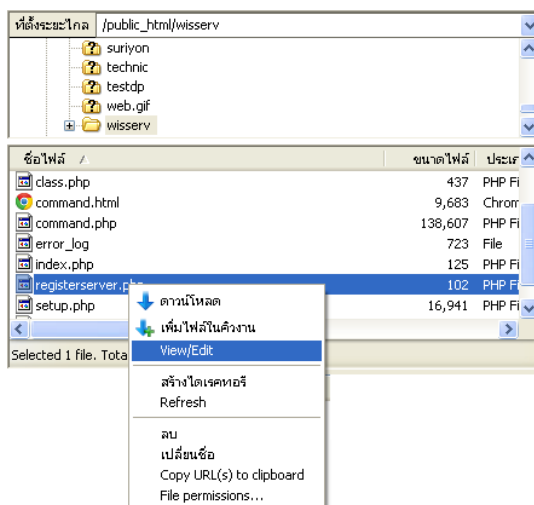 ที่ตั้งระยะไกล /public_html/wisserv
suriyon
technic
testdp
web.gif
wisserv
ชื่อไฟล์ ขนาดไฟล์ ประเภ
class.php 437 PHP Fi
command.html 9,683 Chrom
command.php 138,607 PHP Fi
error_log 723 File
index.php 125 PHP Fi
registerserver.php 102 PHP Fi
setup.php 16,941 PHP Fi
Selected 1 file. Tota
ดาวน์โหลด
เพิ่มไฟล์ในคิวงาน
View/Edit
สร้างไดเรคทอรี
Refresh
ลบ
เปลี่ยนชื่อ
Copy URL(s) to clipboard
File permissions...